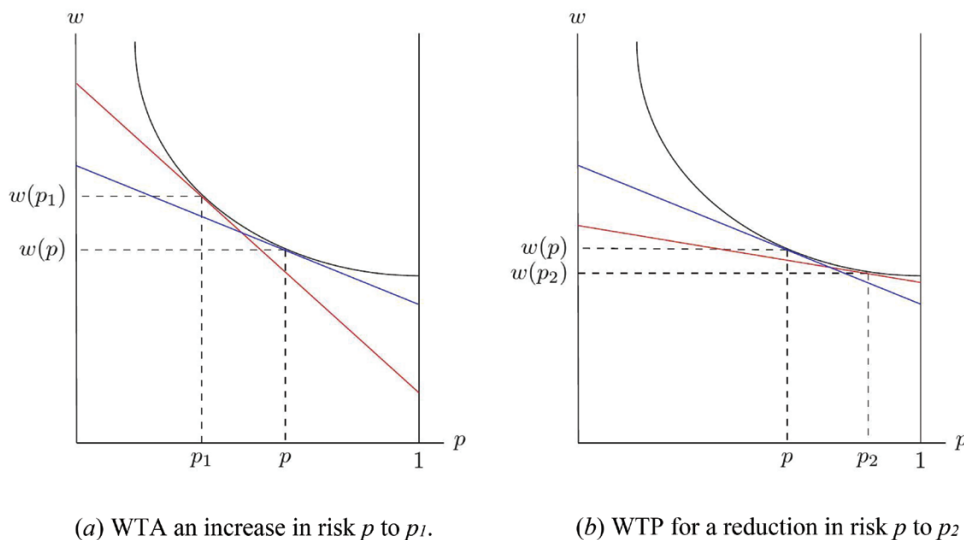 w
w
w(p₁)
w(p)
w(p)
w(p₂)
p₁
p
1
p
p
p₂
1
p
(a) WTA an increase in risk p to p₁.
(b) WTP for a reduction in risk p to p₂